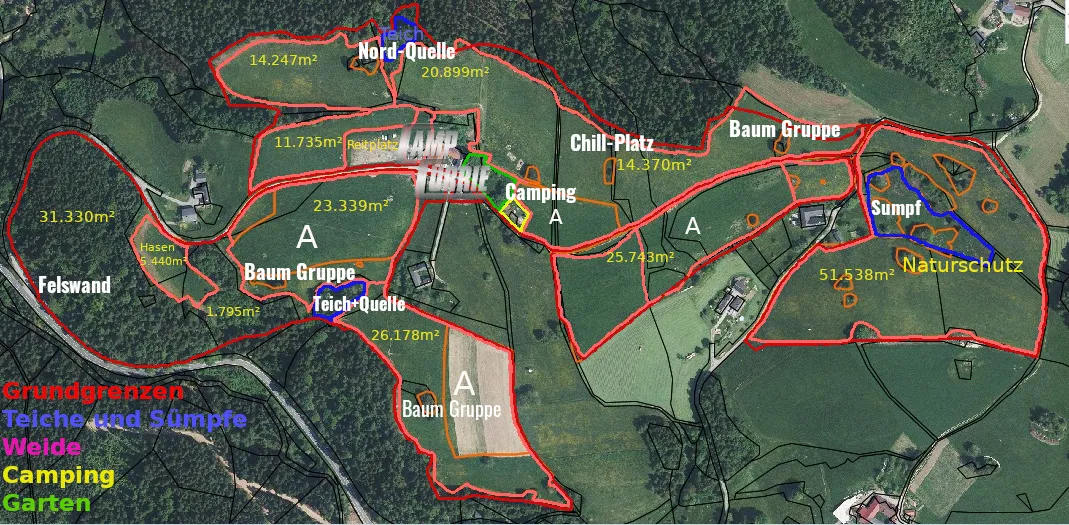 Teich
Nord-Quelle
14.247m²
20.899m²
Baum Gruppe
11.735m²
Reitplatz
Chill-Platz
14.370m²
Camping
31.330m²
23.339m²
A
A
A
Sumpf
Hasen
5.440m²
25.743m²
Naturschutz
Baum Gruppe
51.538m²
Felswand
Teich+Quelle
1.795m²
26.178m²
A
Baum Gruppe
Grundgrenzen
Teiche und Sümpfe
Weide
Camping
Garten